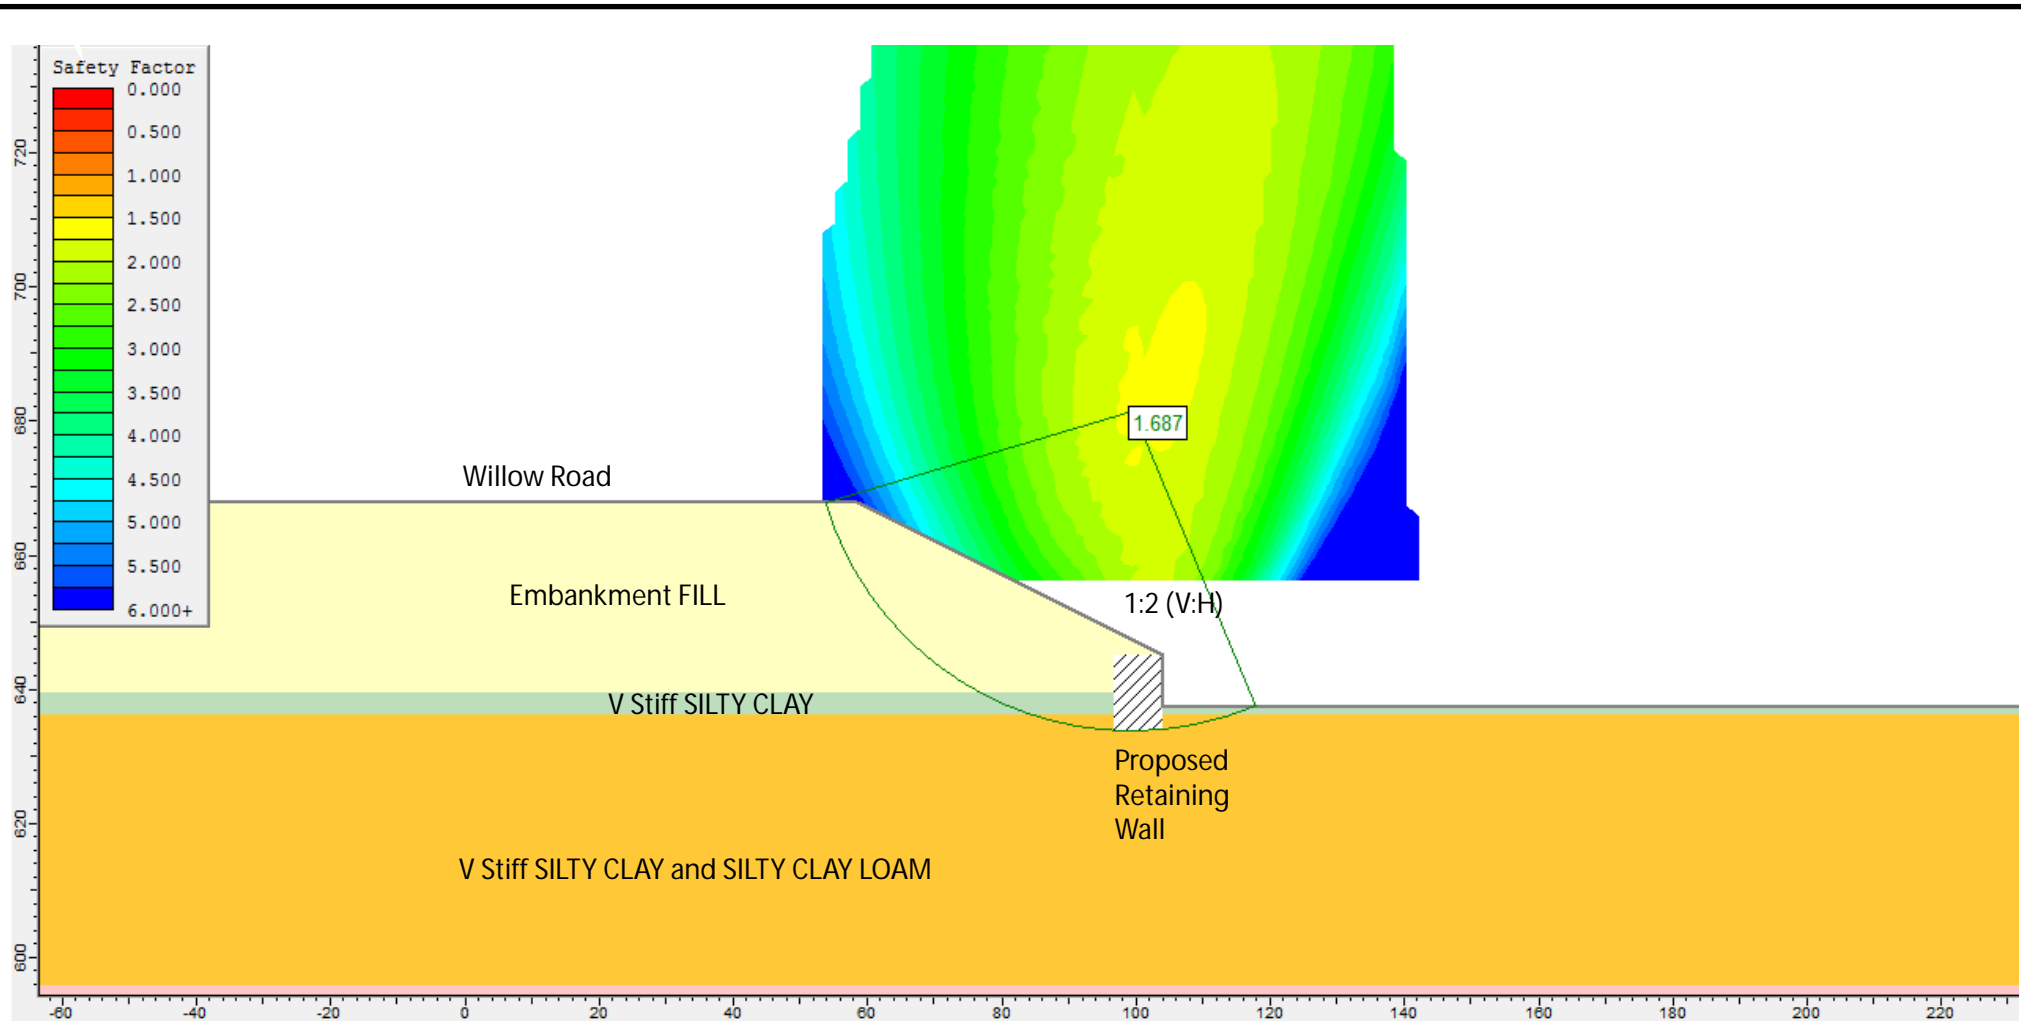 Safety Factor
0.000
0.500
1.000
1.500
2.000
2.500
3.000
3.500
4.000
4.500
5.000
5.500
6.000+
720
700
680
660
640
620
600
1.687
Willow Road
Embankment FILL
1:2 (V:H)
V Stiff SILTY CLAY
Proposed
Retaining
Wall
V Stiff SILTY CLAY and SILTY CLAY LOAM
-60 -40 -20 0 20 40 60 80 100 120 140 160 180 200 220